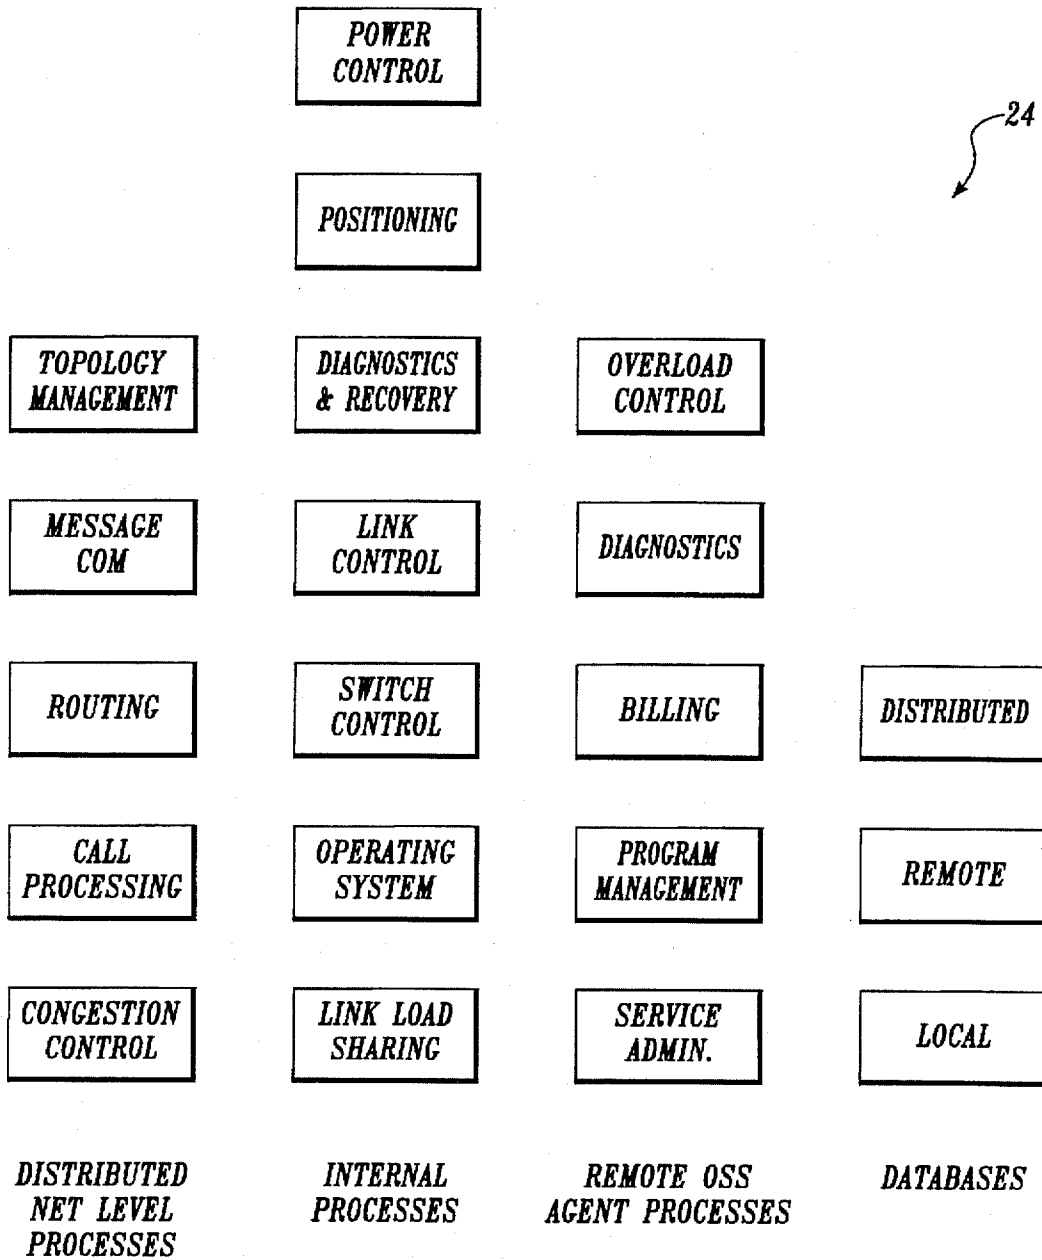 POWER
CONTROL
24
POSITIONING
TOPOLOGY
MANAGEMENT
DIAGNOSTICS
& RECOVERY
OVERLOAD
CONTROL
MESSAGE
COM
LINK
CONTROL
DIAGNOSTICS
ROUTING
SWITCH
CONTROL
BILLING
DISTRIBUTED
CALL
PROCESSING
OPERATING
SYSTEM
PROGRAM
MANAGEMENT
REMOTE
CONGESTION
CONTROL
LINK LOAD
SHARING
SERVICE
ADMIN.
LOCAL
DISTRIBUTED
NET LEVEL
PROCESSES
INTERNAL
PROCESSES
REMOTE OSS
AGENT PROCESSES
DATABASES